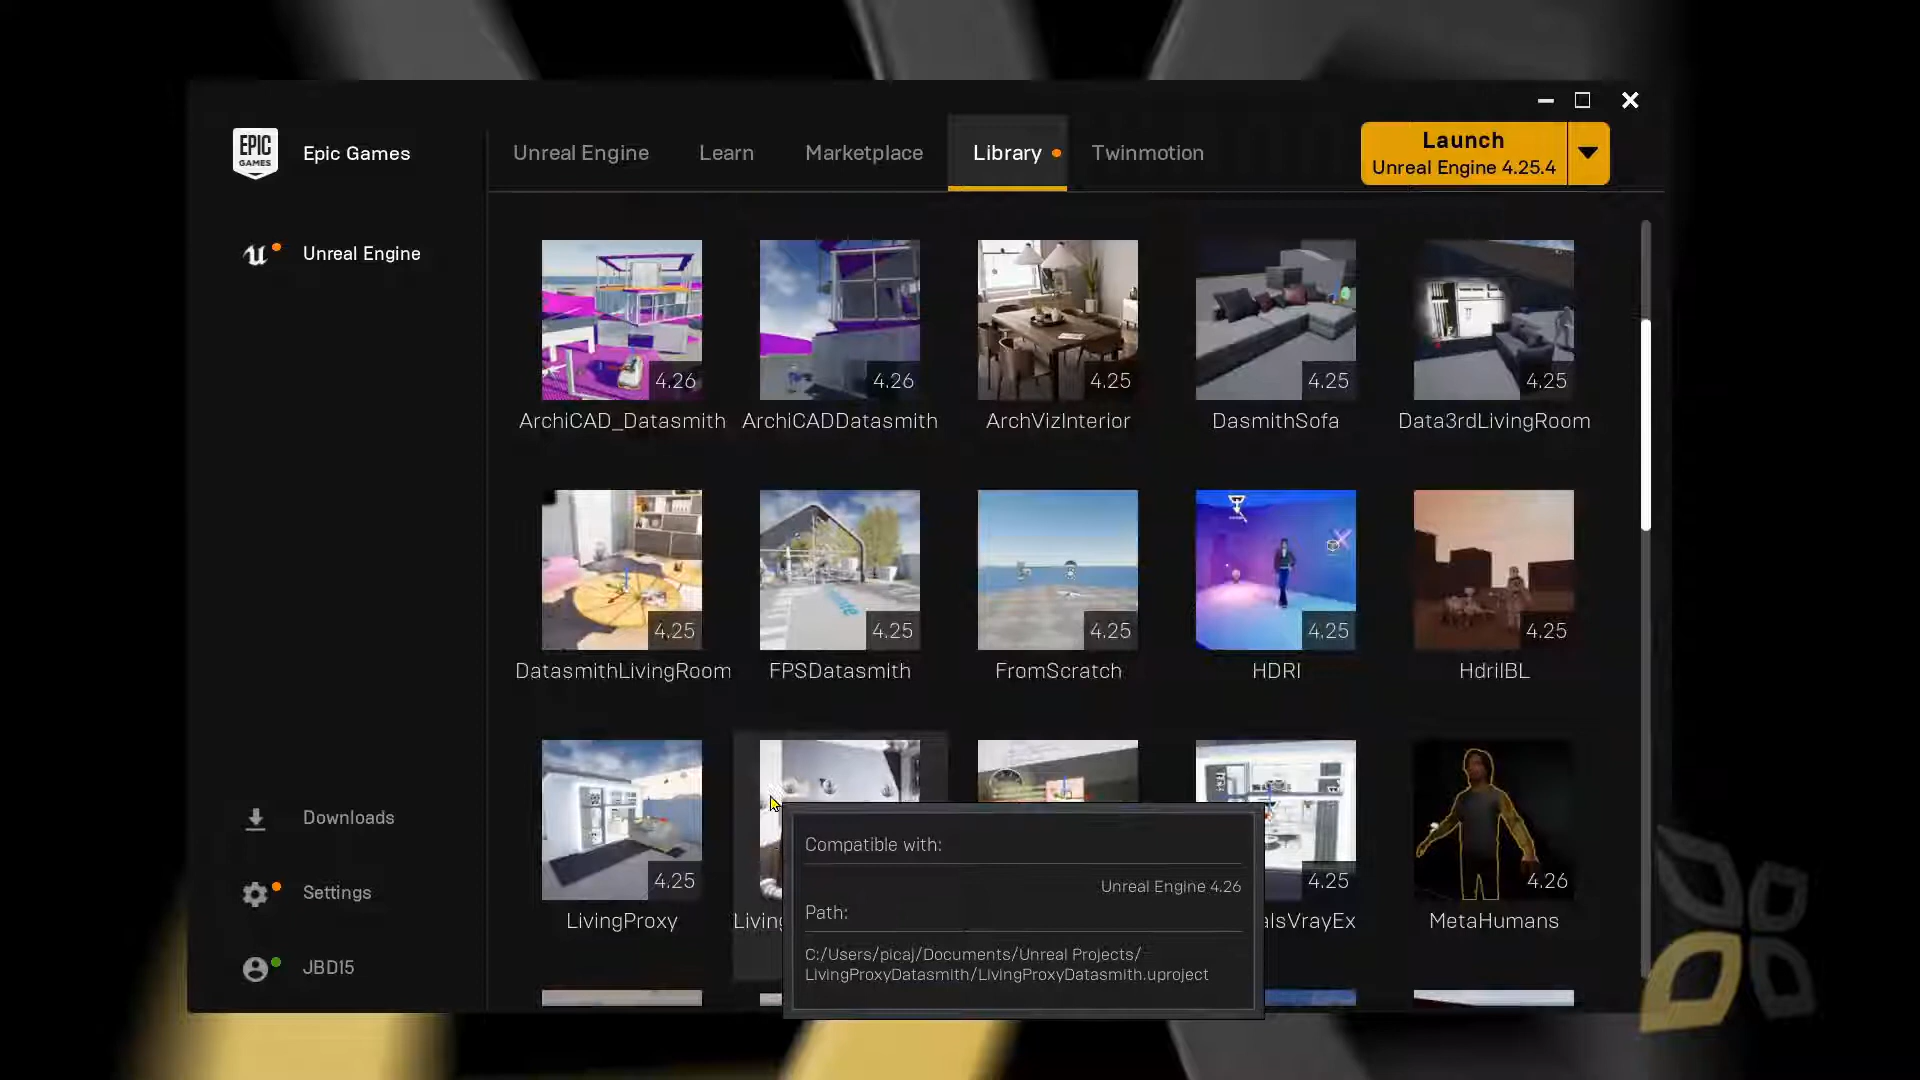 EPIC
GAMES
Epic Games
Unreal Engine
Learn
Marketplace
Library
Twinmotion
Launch
Unreal Engine 4.25.4
Unreal Engine
4.26
4.26
4.25
4.25
4.25
ArchiCAD_Datasmith
ArchiCADDatasmith
ArchVizInterior
DasmithSofa
Data3rdLivingRoom
4.25
4.25
4.25
4.25
4.25
DatasmithLivingRoom
FPSDatasmith
FromScratch
HDRI
HdriIBL
4.25
4.25
4.26
LivingProxy
Living
alsVrayEx
MetaHumans
Compatible with:
Unreal Engine 4.26
Path:
C:/Users/picaj/Documents/Unreal Projects/
LivingProxyDatasmith/LivingProxyDatasmith.uproject
Downloads
Settings
JBD15